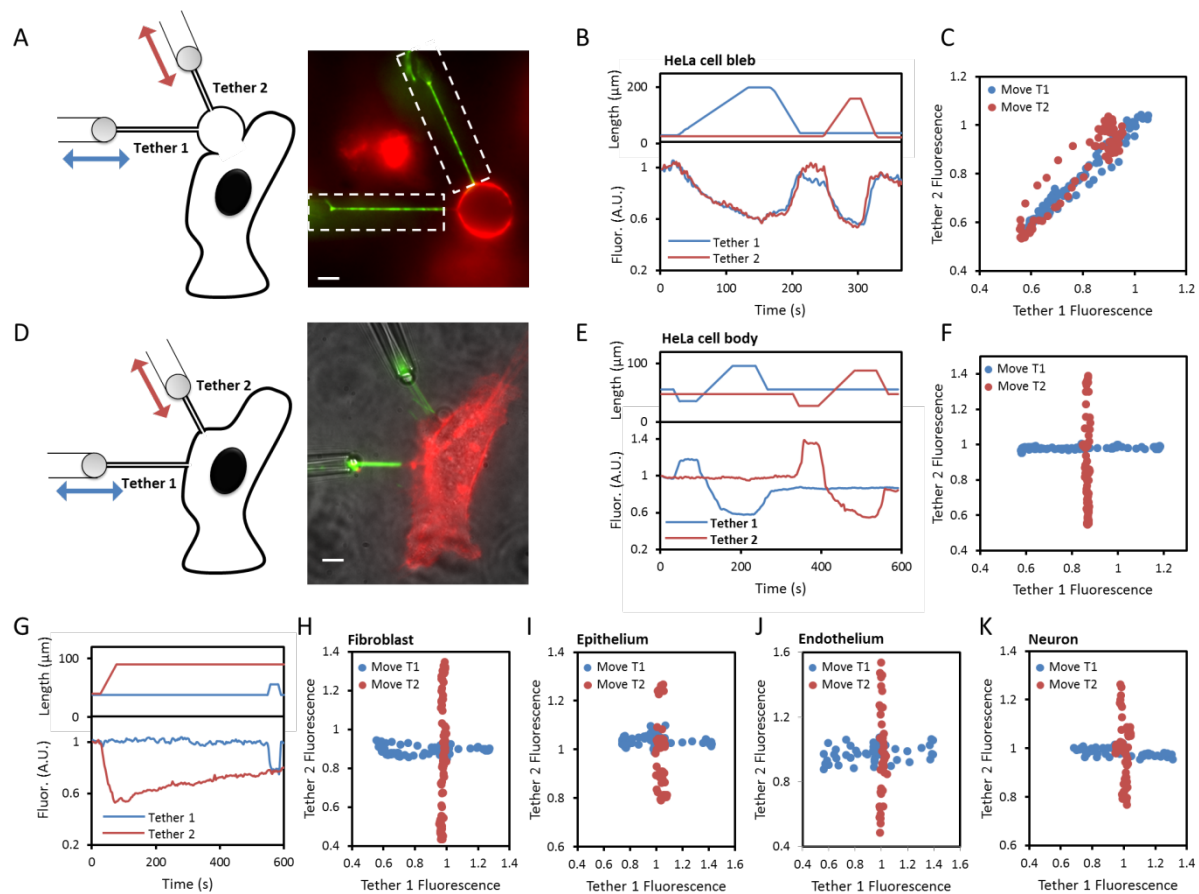 A
Tether 2
Tether 1
B
HeLa cell bleb
Length (µm)
200
0
Fluor. (A.U.)
1
0.6
0.2
Tether 1
Tether 2
0
100
200
300
Time (s)
C
Tether 2 Fluorescence
1.2
1
0.8
0.6
0.4
Move T1
Move T2
0.4
0.6
0.8
1
1.2
Tether 1 Fluorescence
D
Tether 2
Tether 1
E
HeLa cell body
Length (µm)
100
0
Fluor. (A.U.)
1.4
1
0.6
0.2
Tether 1
Tether 2
0
200
400
600
Time (s)
F
Tether 2 Fluorescence
1.4
1.2
1
0.8
0.6
0.4
Move T1
Move T2
0.4
0.6
0.8
1
1.2
Tether 1 Fluorescence
G
Length (µm)
100
0
Fluor. (A.U.)
1
0.6
0.2
Tether 1
Tether 2
0
200
400
600
Time (s)
H
Fibroblast
Tether 2 Fluorescence
1.4
1.2
1
0.8
0.6
0.4
Move T1
Move T2
0.4
0.6
0.8
1
1.2
1.4
Tether 1 Fluorescence
I
Epithelium
Tether 2 Fluorescence
1.4
1.2
1
0.8
0.6
Move T1
Move T2
0.4
0.6
0.8
1
1.2
1.4
1.6
Tether 1 Fluorescence
J
Endothelium
Tether 2 Fluorescence
1.6
1.4
1.2
1
0.8
0.6
0.4
Move T1
Move T2
0.4
0.6
0.8
1
1.2
1.4
1.6
Tether 1 Fluorescence
K
Neuron
Tether 2 Fluorescence
1.4
1.2
1
0.8
0.6
Move T1
Move T2
0.4
0.6
0.8
1
1.2
1.4
Tether 1 Fluorescence